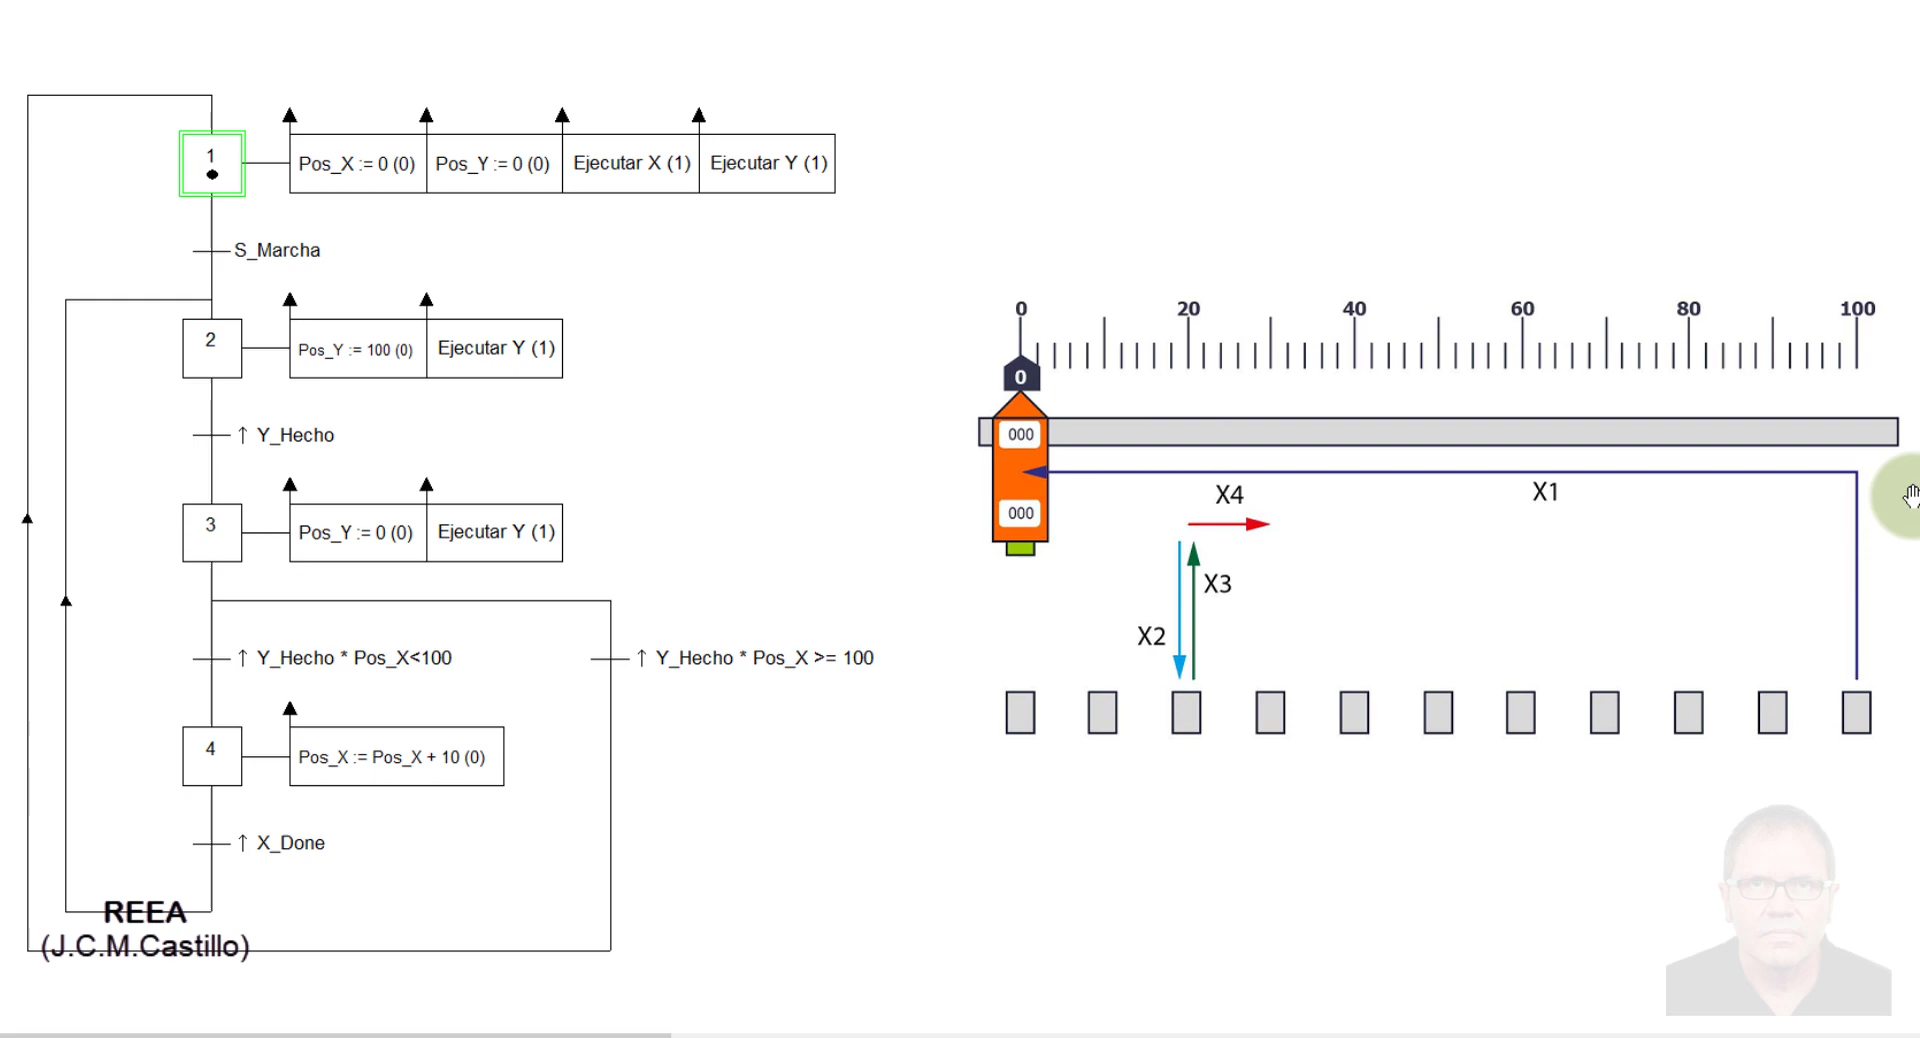 1
Pos_X := 0 (0)
Pos_Y := 0 (0)
Ejecutar X (1)
Ejecutar Y (1)
S_Marcha
2
Pos_Y := 100 (0)
Ejecutar Y (1)
↑ Y_Hecho
3
Pos_Y := 0 (0)
Ejecutar Y (1)
↑ Y_Hecho * Pos_X<100
↑ Y_Hecho * Pos_X >= 100
4
Pos_X := Pos_X + 10 (0)
↑ X_Done
REEA
(J.C.M.Castillo)
0 20 40 60 80 100
0
000
000
X4
X1
X3
X2